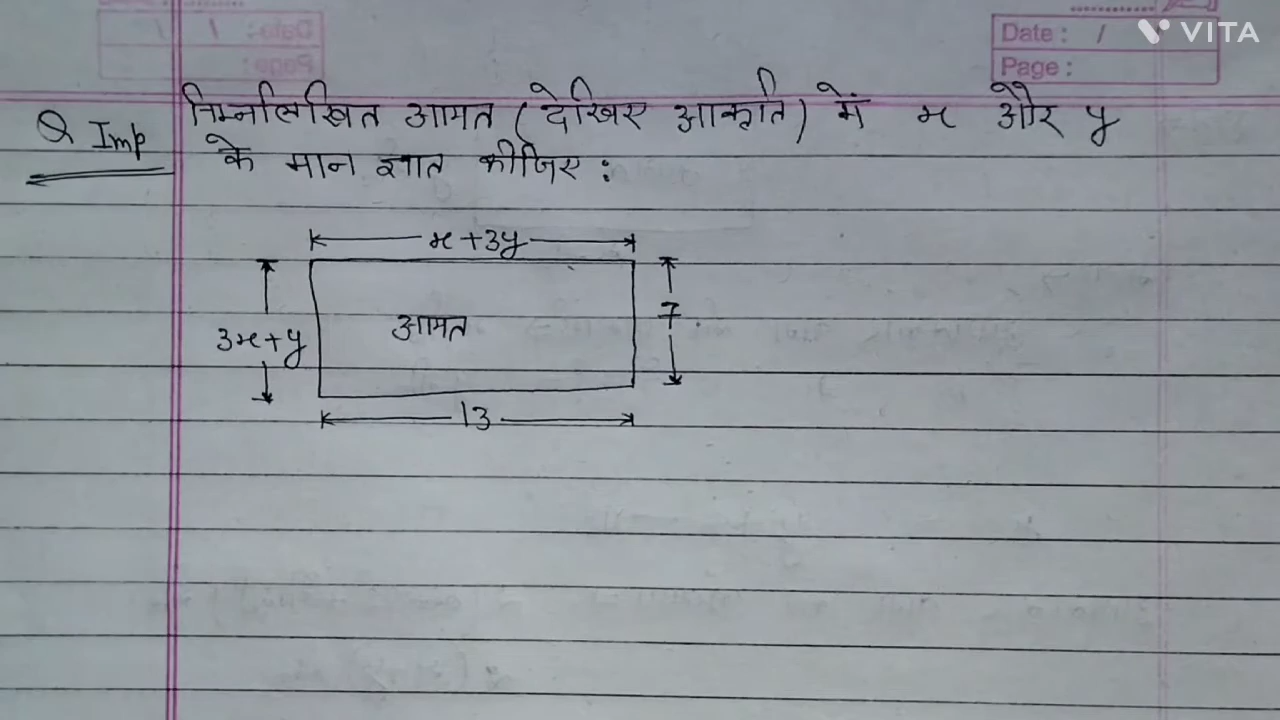 VITA
Date : / /
Page :
Q Imp निम्नलिखित आयत (देखिए आकृति) में x और y
के मान ज्ञात कीजिए :
x+3y
3x+y
आयत
7
13